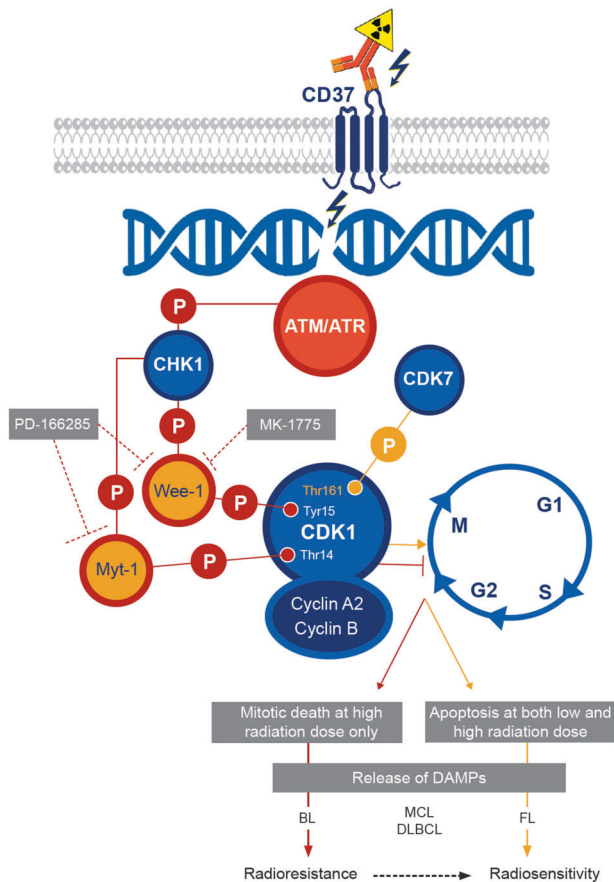 CD37
P
ATM/ATR
CHK1
CDK7
PD-166285
P
MK-1775
P
Wee-1
Thr161
P
P
Tyr15
CDK1
Thr14
Myt-1
P
Cyclin A2
Cyclin B
M
G1
G2
S
Mitotic death at high
radiation dose only
Apoptosis at both low and
high radiation dose
Release of DAMPs
BL
MCL
DLBCL
FL
Radioresistance
Radiosensitivity